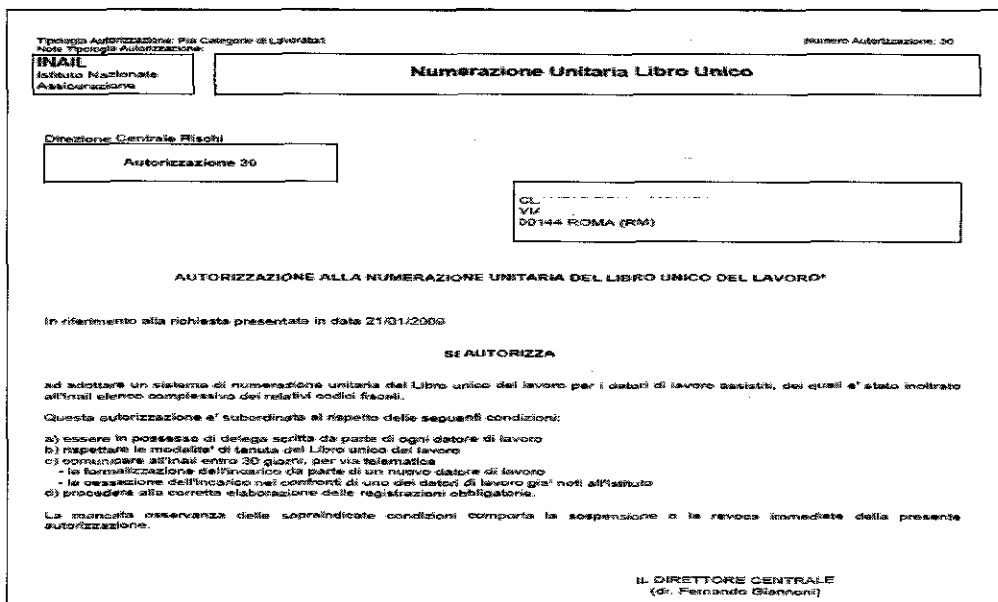 Tipologia Autorizzazione: Per Categorie di Lavoratori
Numero Autorizzazione: 30
Note Tipologia Autorizzazione:
INAIL
Istituto Nazionale
Assicurazione
Numerazione Unitaria Libro Unico
Direzione Centrale Rischi
Autorizzazione 30
CL
VIA
00144 ROMA (RM)
AUTORIZZAZIONE ALLA NUMERAZIONE UNITARIA DEL LIBRO UNICO DEL LAVORO*
In riferimento alla richiesta presentata in data 21/01/2009
SI AUTORIZZA
ad adottare un sistema di numerazione unitaria del Libro unico del lavoro per i datori di lavoro assistiti, dei quali e' stato inoltrato
all'Inail elenco complessivo dei relativi codici fiscali.
Questa autorizzazione e' subordinata al rispetto delle seguenti condizioni:
a) essere in possesso di delega scritta da parte di ogni datore di lavoro
b) rispettare le modalita' di tenuta del Libro unico del lavoro
c) comunicare all'Inail entro 30 giorni, per via telematica
- la formalizzazione dell'incarico da parte di un nuovo datore di lavoro
- la cessazione dell'incarico nei confronti di uno dei datori di lavoro gia' noti all'Istituto
d) procedere alla corretta elaborazione delle registrazioni obbligatorie.
La mancata osservanza delle sopraindicate condizioni comporta la sospensione o la revoca immediata della presente
autorizzazione.
IL DIRETTORE CENTRALE
(dr. Fernando Giannoni)